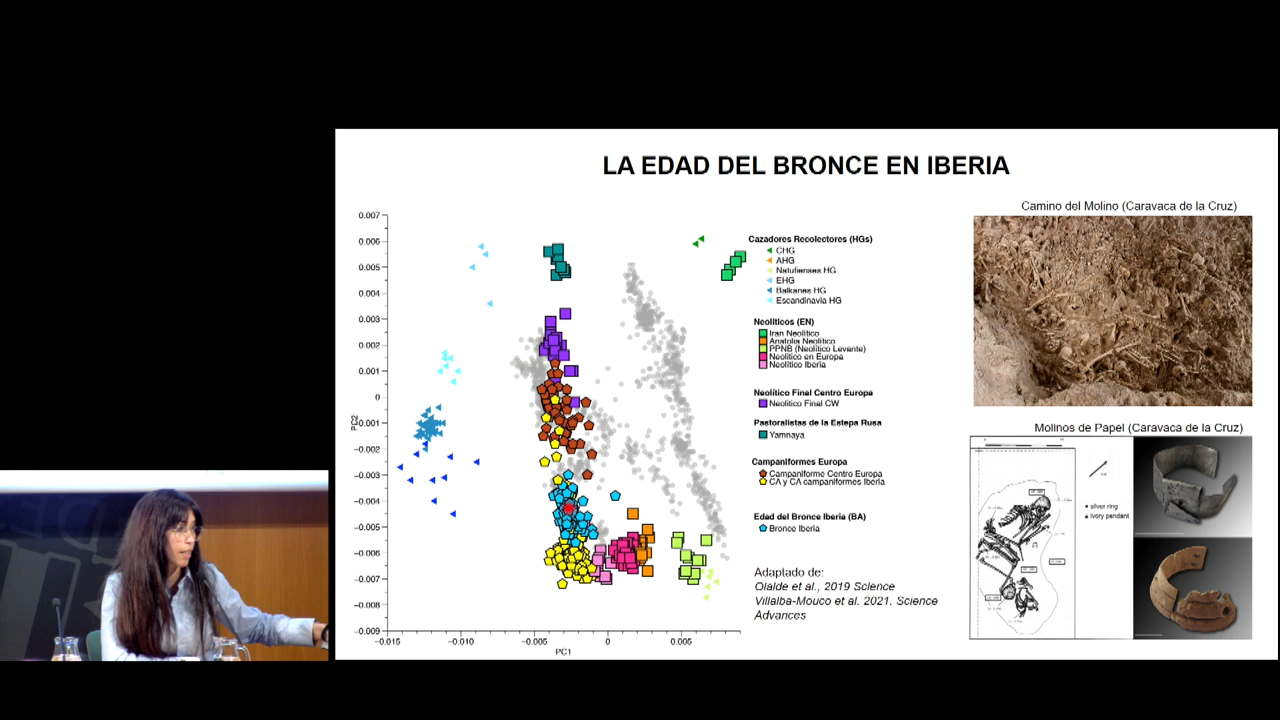 LA EDAD DEL BRONCE EN IBERIA
0.007
0.006
0.005
0.004
0.003
0.002
0.001
0
-0.001
-0.002
-0.003
-0.004
-0.005
-0.006
-0.007
-0.008
-0.009
PC2
-0.015
-0.010
-0.005
0
0.005
PC1
Cazadores Recolectores (HGs)
CHG
AHG
Natufienses HG
EHG
Balkanes HG
Escandinavia HG
Neolíticos (EN)
Iran Neolítico
Anatolia Neolítico
PPNB (Neolítico Levante)
Neolítico en Europa
Neolítico Iberia
Neolítico Final Centro Europa
Neolítico Final CW
Pastoralistas de la Estepa Rusa
Yamnaya
Campaniformes Europa
Campaniforme Centro Europa
CA y CA campaniformes Iberia
Edad del Bronce Iberia (BA)
Bronce Iberia
Adaptado de:
Olalde et al., 2019 Science
Villalba-Mouco et al. 2021. Science
Advances
Camino del Molino (Caravaca de la Cruz)
Molinos de Papel (Caravaca de la Cruz)
silver ring
ivory pendant